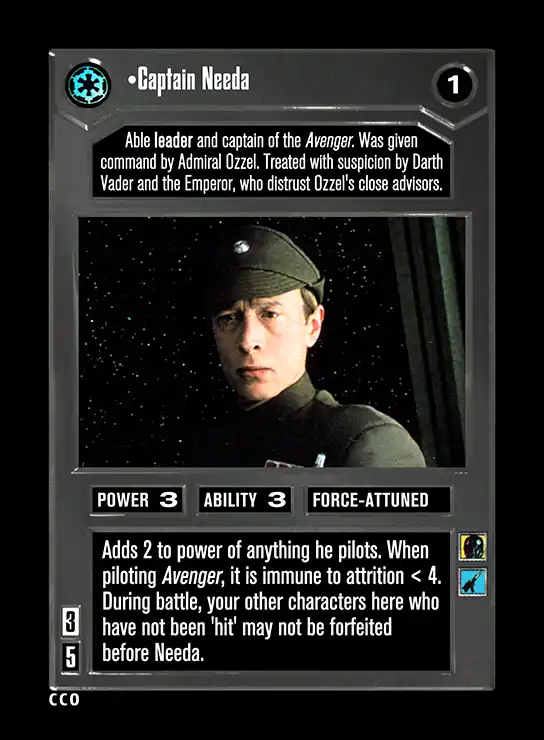 •Captain Needa
1
Able leader and captain of the Avenger. Was given
command by Admiral Ozzel. Treated with suspicion by Darth
Vader and the Emperor, who distrust Ozzel's close advisors.
POWER 3 ABILITY 3 FORCE-ATTUNED
Adds 2 to power of anything he pilots. When
piloting Avenger, it is immune to attrition < 4.
During battle, your other characters here who
have not been 'hit' may not be forfeited
before Needa.
3
5
CCO